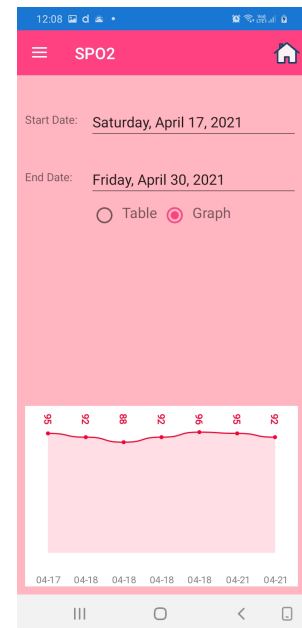 12:08
SPO2
Start Date: Saturday, April 17, 2021
End Date: Friday, April 30, 2021
Table Graph
95 92 88 92 96 95 92
04-17 04-18 04-18 04-18 04-18 04-21 04-21